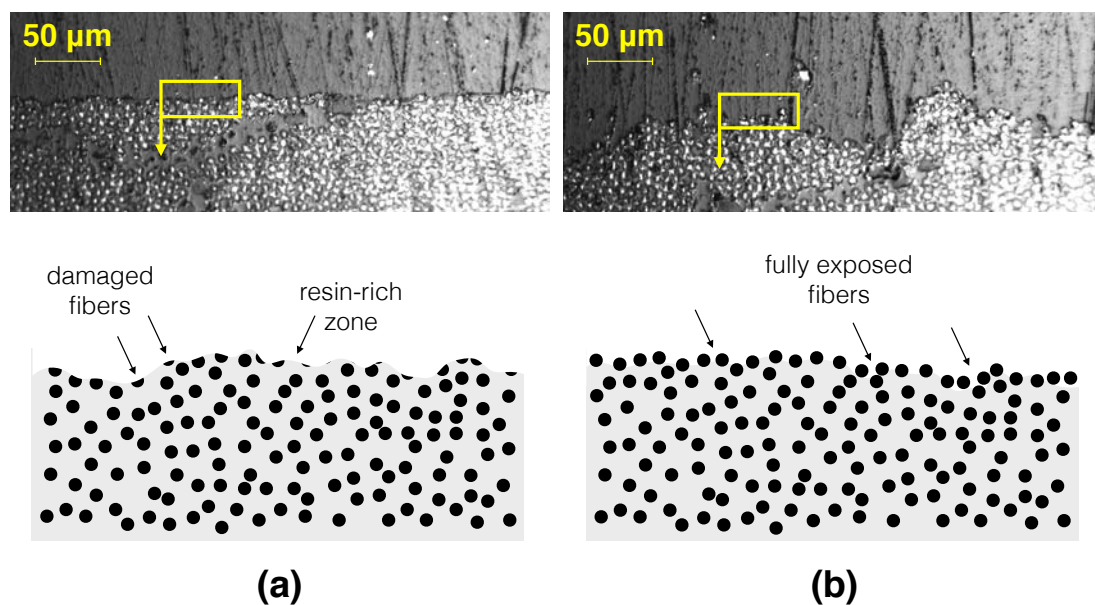 50 µm
50 µm
damaged
fibers
resin-rich
zone
fully exposed
fibers
(a)
(b)